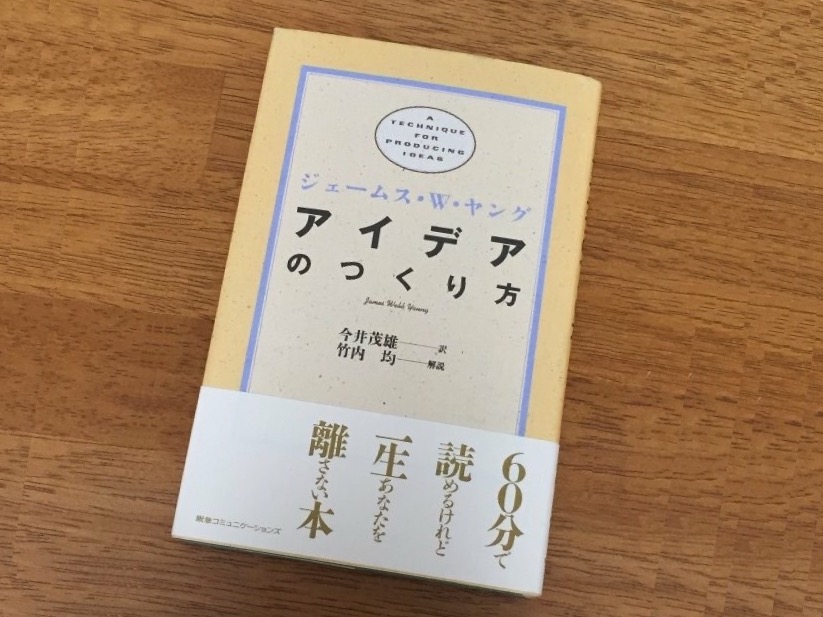 A
TECHNIQUE
FOR
PRODUCING
IDEAS
ジェームス・W・ヤング
アイデア
のつくり方
James Webb Young
今井茂雄――訳
竹内 均――解説
60分で
読めるけれど
一生あなたを
離さない本
阪急コミュニケーションズ